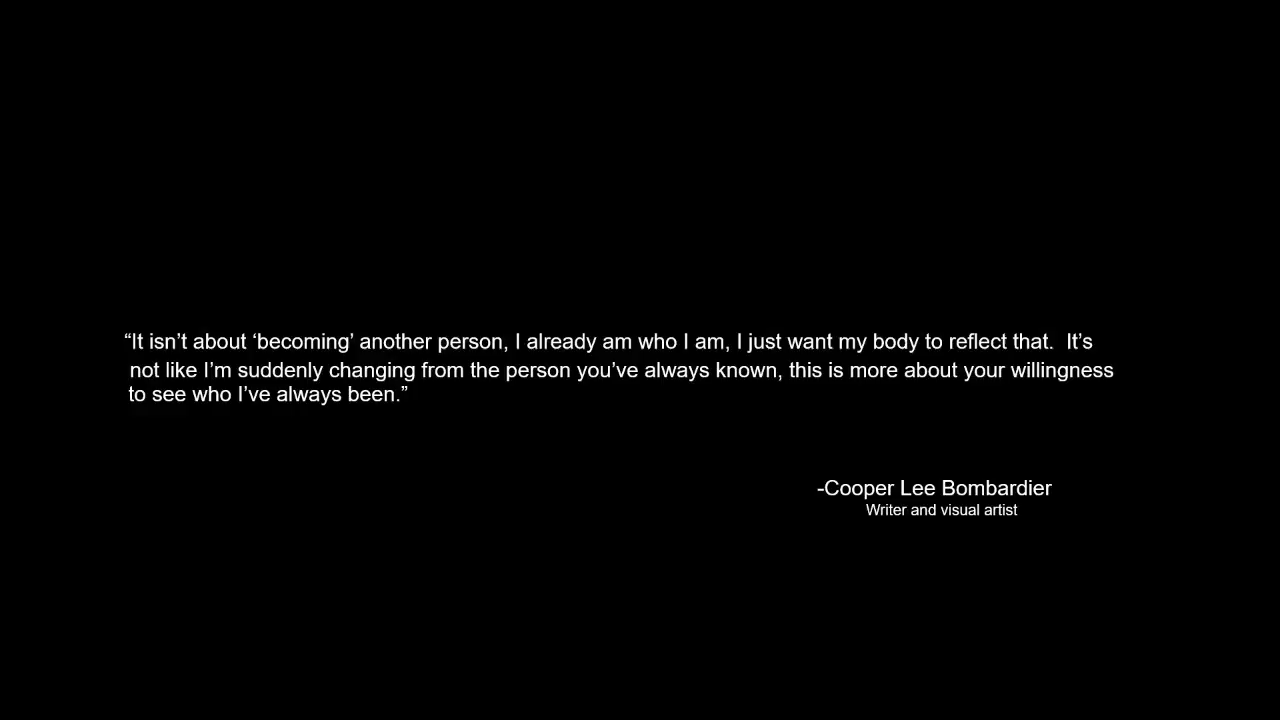 “It isn’t about ‘becoming’ another person, I already am who I am, I just want my body to reflect that.  It’s
not like I’m suddenly changing from the person you’ve always known, this is more about your willingness
to see who I’ve always been.”
-Cooper Lee Bombardier
Writer and visual artist